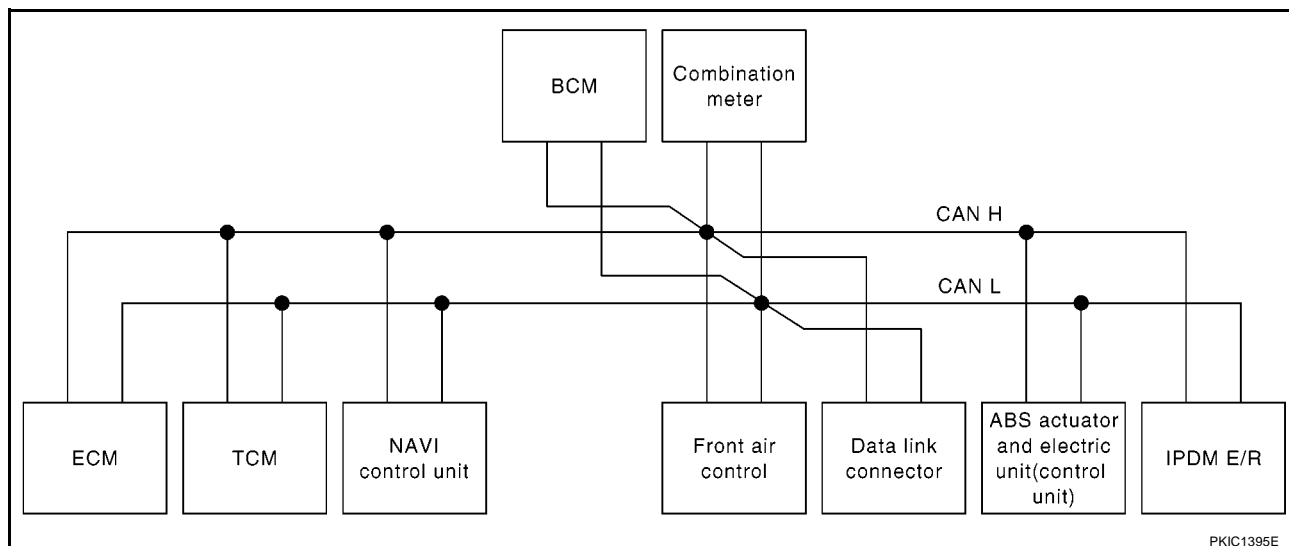 BCM
Combination
meter
CAN H
CAN L
ECM
TCM
NAVI
control unit
Front air
control
Data link
connector
ABS actuator
and electric
unit(control
unit)
IPDM E/R
PKIC1395E